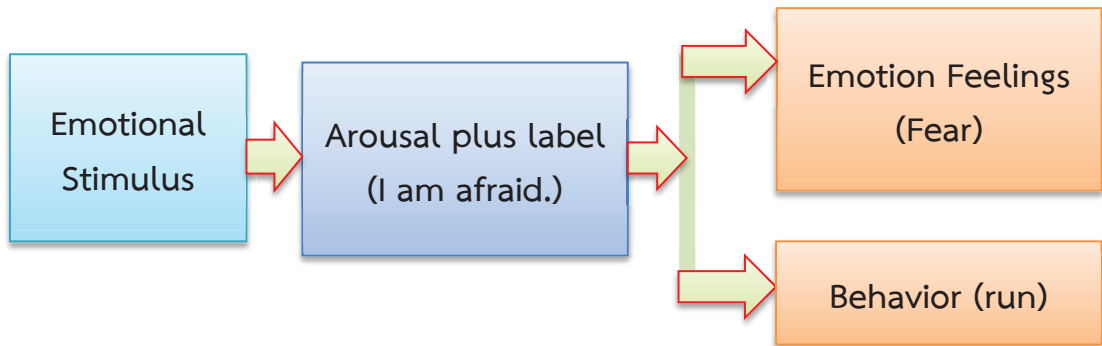 Emotional
Stimulus
Arousal plus label
(I am afraid.)
Emotion Feelings
(Fear)
Behavior (run)